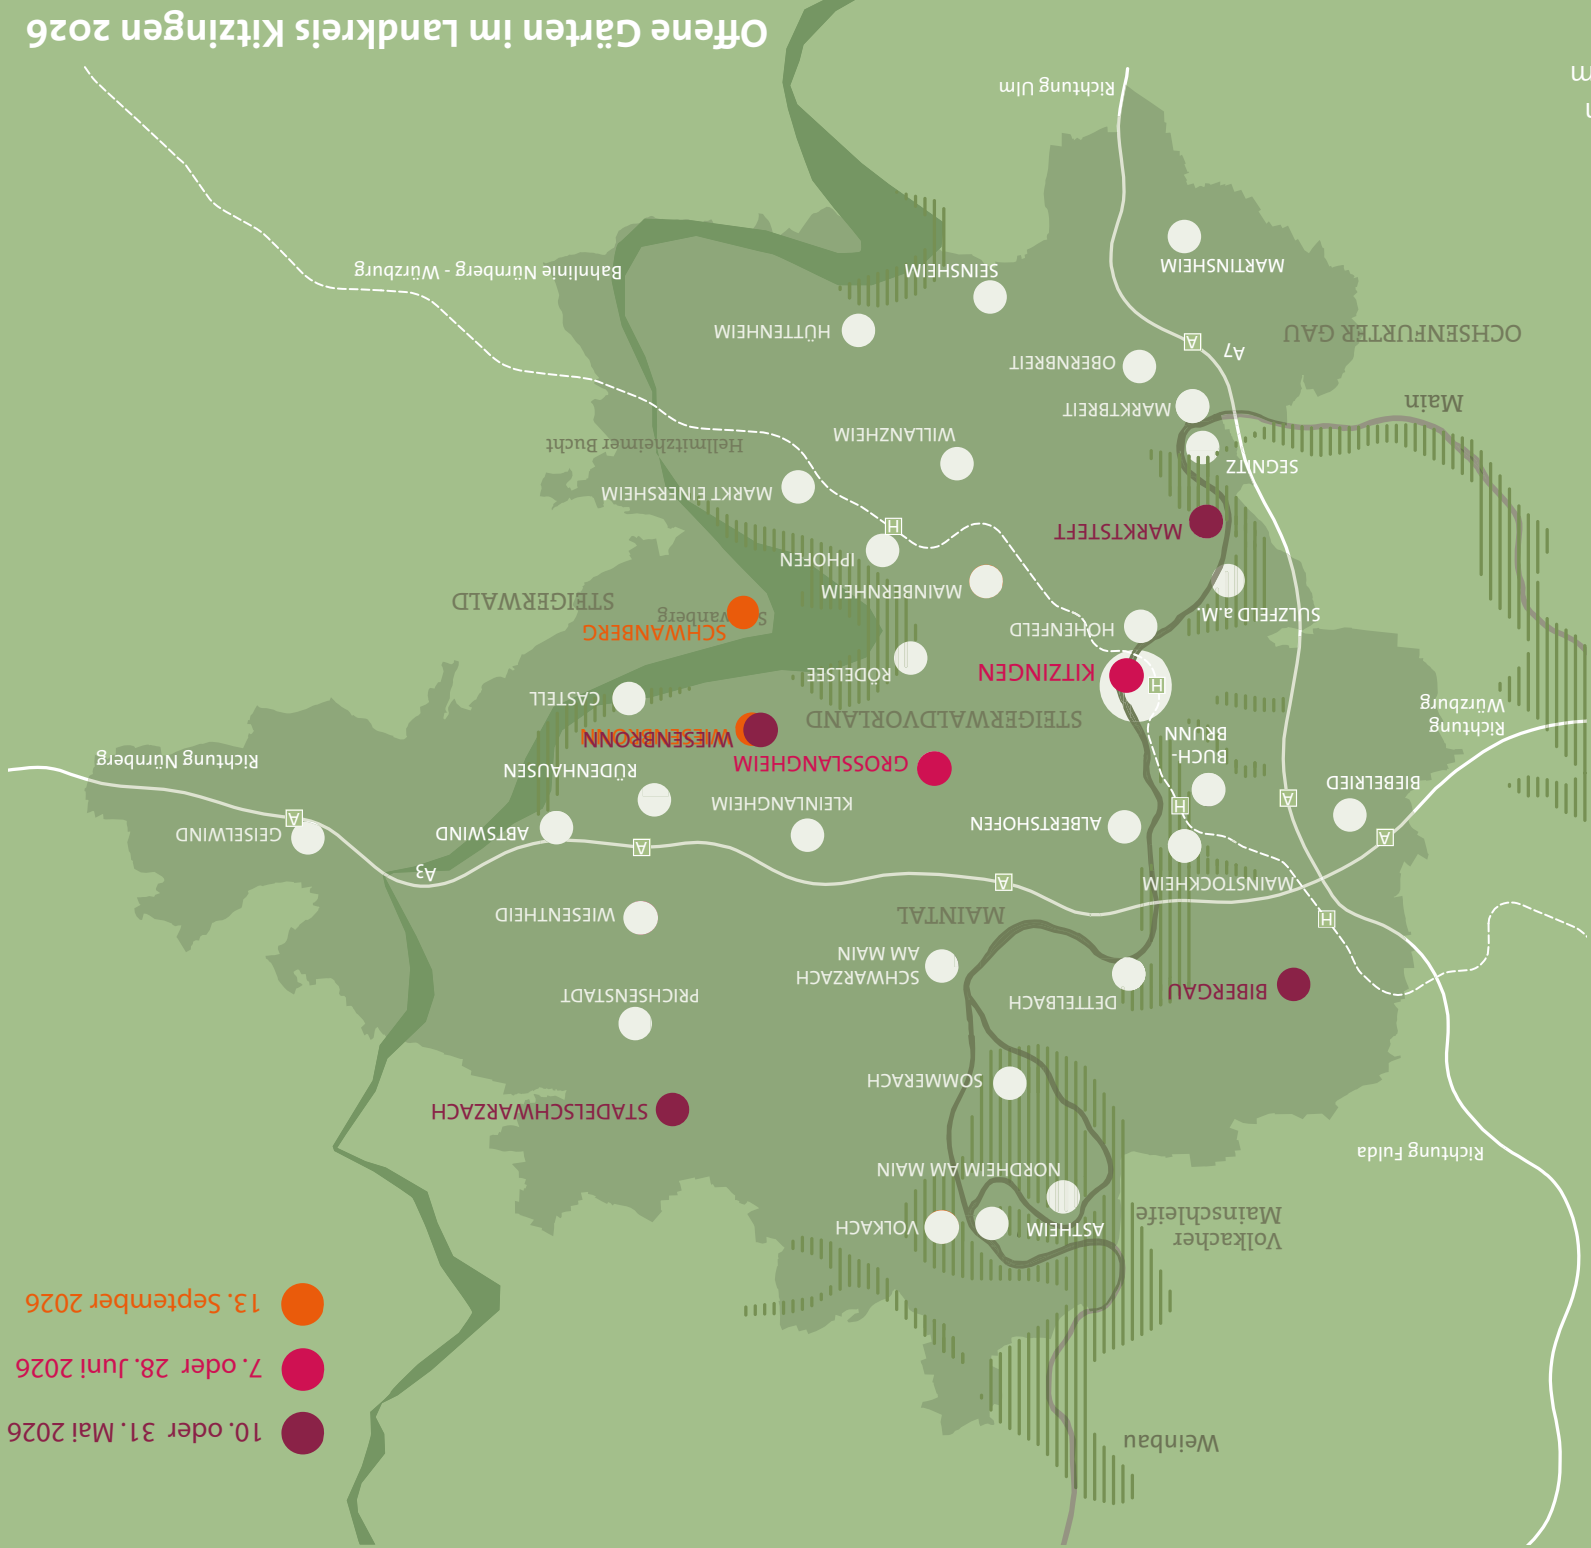 10. oder 31. Mai 2026
7. oder 28. Juni 2026
13. September 2026
Weinbau
Volkacher
Mainschleife
ASTHEIM
VOLKACH
NORDHEIM AM MAIN
Richtung Fulda
STADELSCHWARZACH
SOMMERACH
PRICHSENSTADT
DETTELBACH
BIBERGAU
SCHWARZACH
AM MAIN
WIESENTHEID
MAINTAL
H
MAINSTOCKHEIM
A
A3
A
A
A
GEISELWIND
ABTSWIND
KLEINLANGHEIM
ALBERTSHOFEN
H
A
BIEBELRIED
RÜDENHAUSEN
GROSSLANGHEIM
BUCH-
BRUNN
Richtung Nürnberg
WIESENBRONN
WIESENBRONN
Richtung
Würzburg
STEIGERWALDVORLAND
CASTELL
H
KITZINGEN
RÖDELSEE
HOHENFELD
SULZFELD a.M.
SCHWANBERG
STEIGERWALD
MAINBERNHEIM
IPHOFEN
H
MARKTSTEFT
MARKT EINERSHEIM
SEGNITZ
WILLANZHEIM
Hellmitzheimer Bucht
MARKTBREIT
Main
OBERNBREIT
A7
A
OCHSENFURTER GAU
HÜTTENHEIM
SEINSHEIM
MARTINSHEIM
Bahnlinie Nürnberg - Würzburg
Richtung Ulm
Offene Gärten im Landkreis Kitzingen 2026